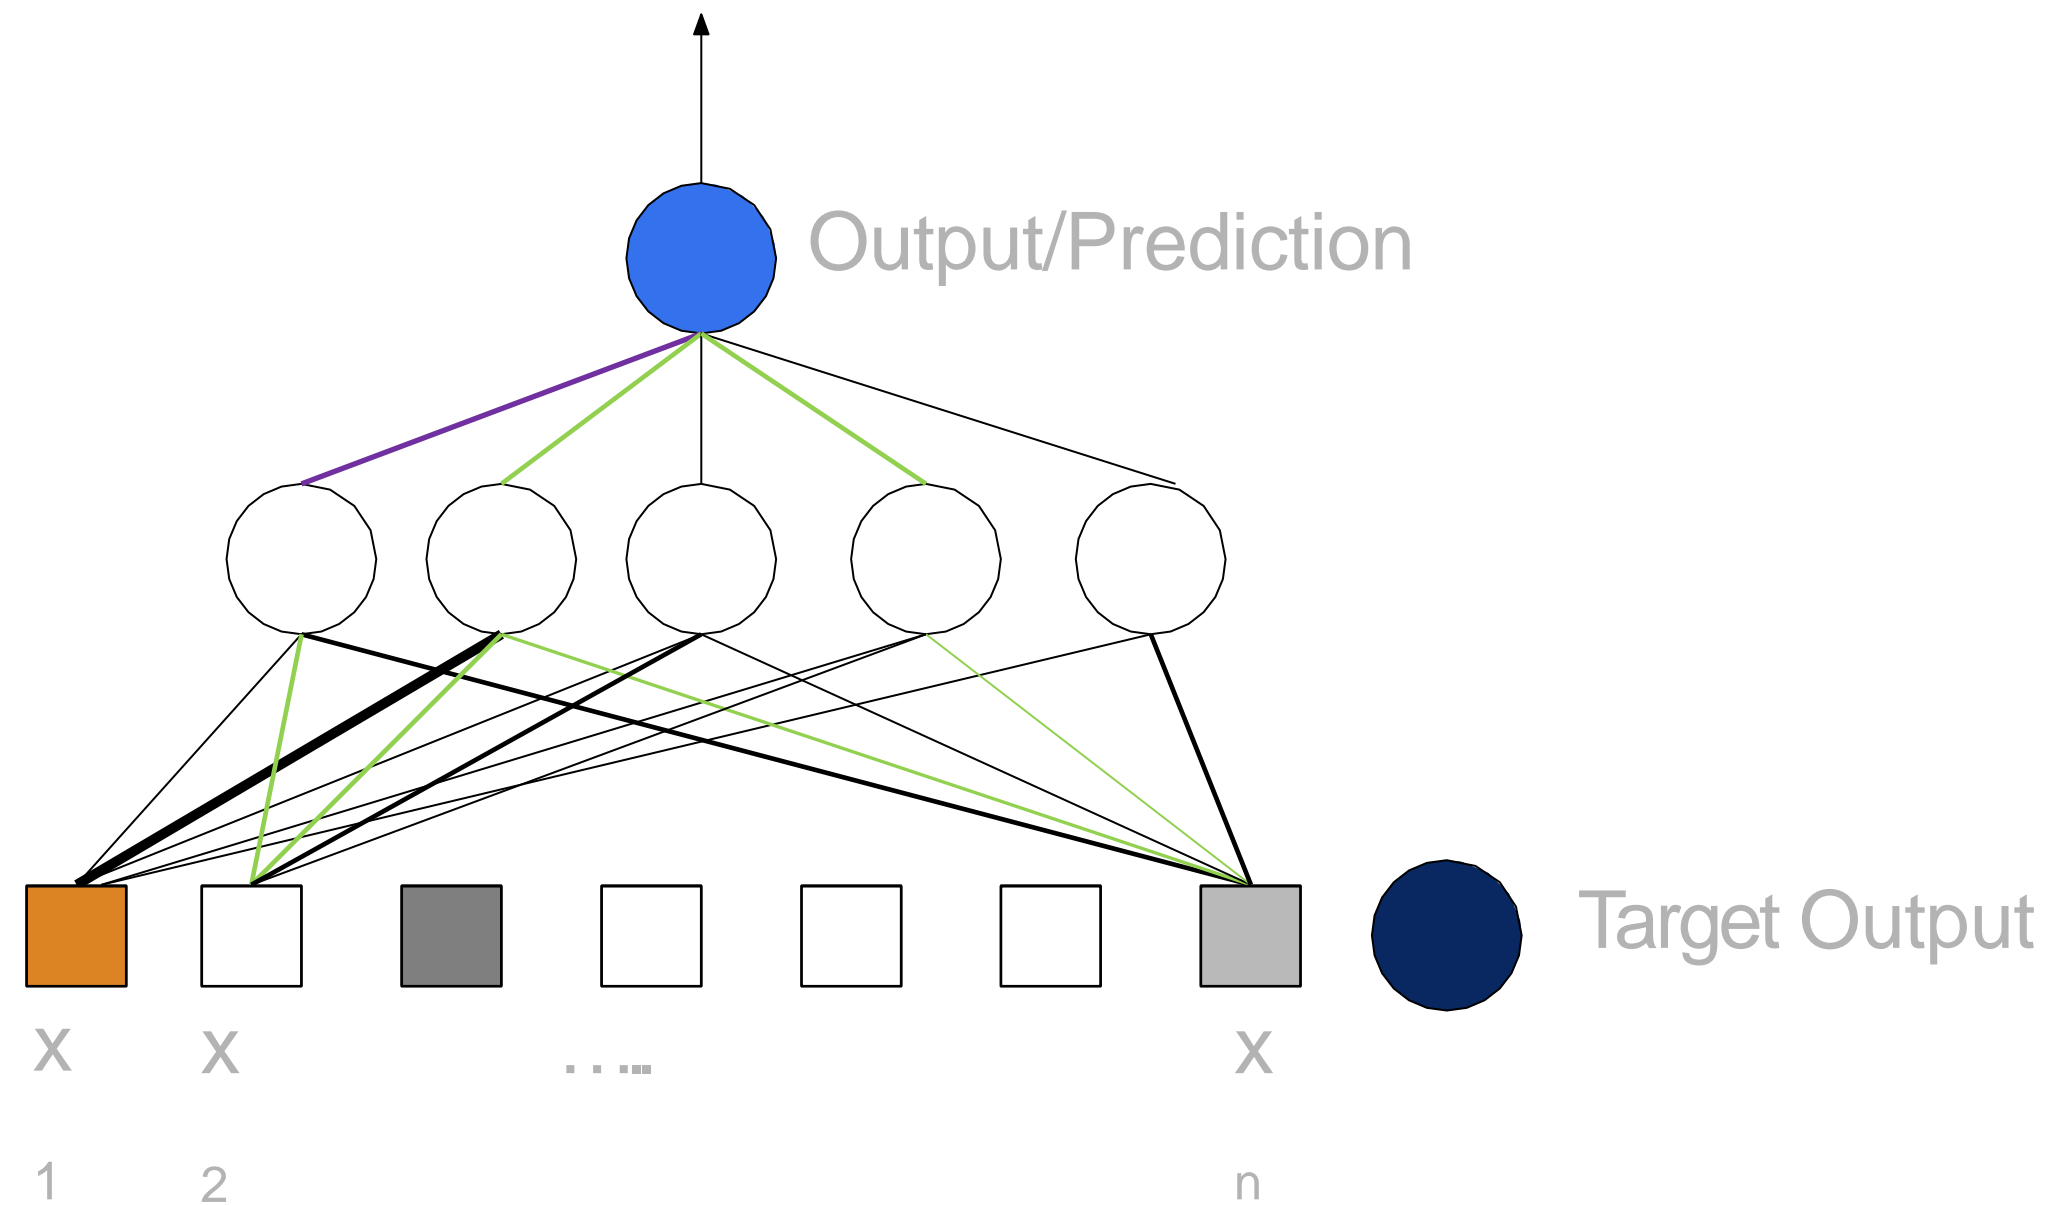 Output/Prediction
Target Output
x x ..... x
1 2 n